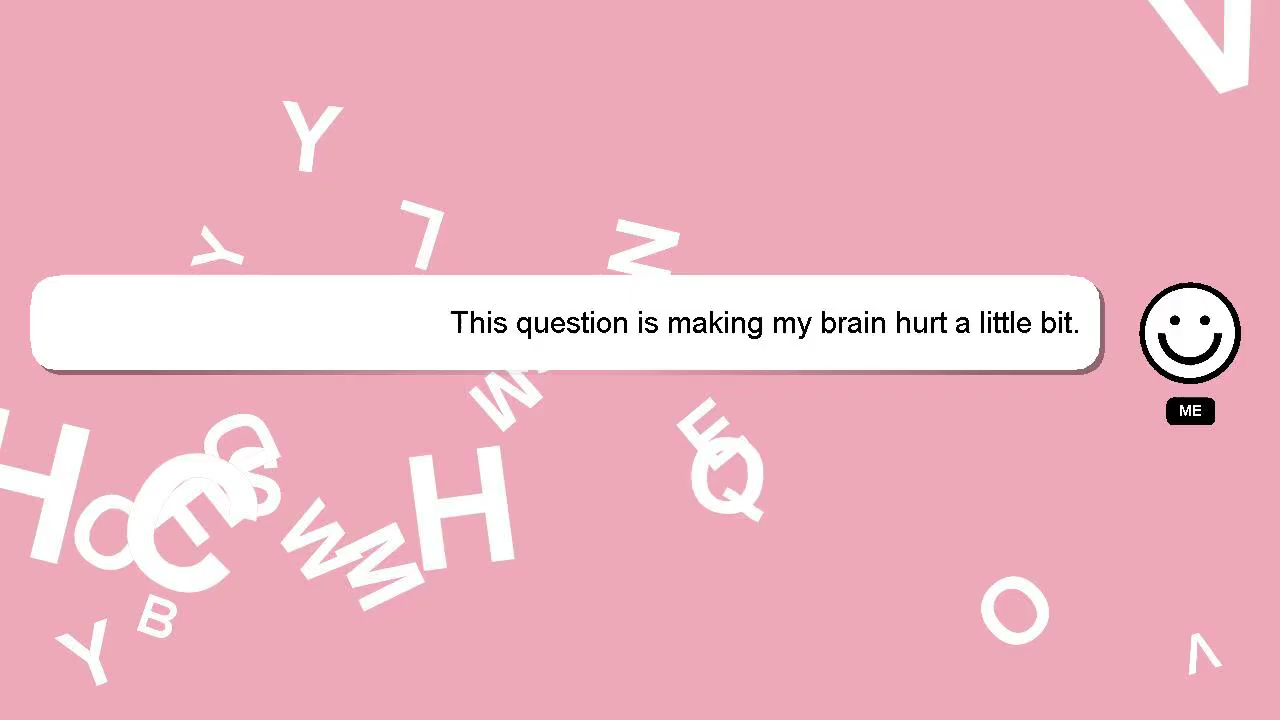 V
Y
L
Y
N
This question is making my brain hurt a little bit.
ME
W
E
Q
H
G
S
H
O
C
T
W
M
B
O
Y
V